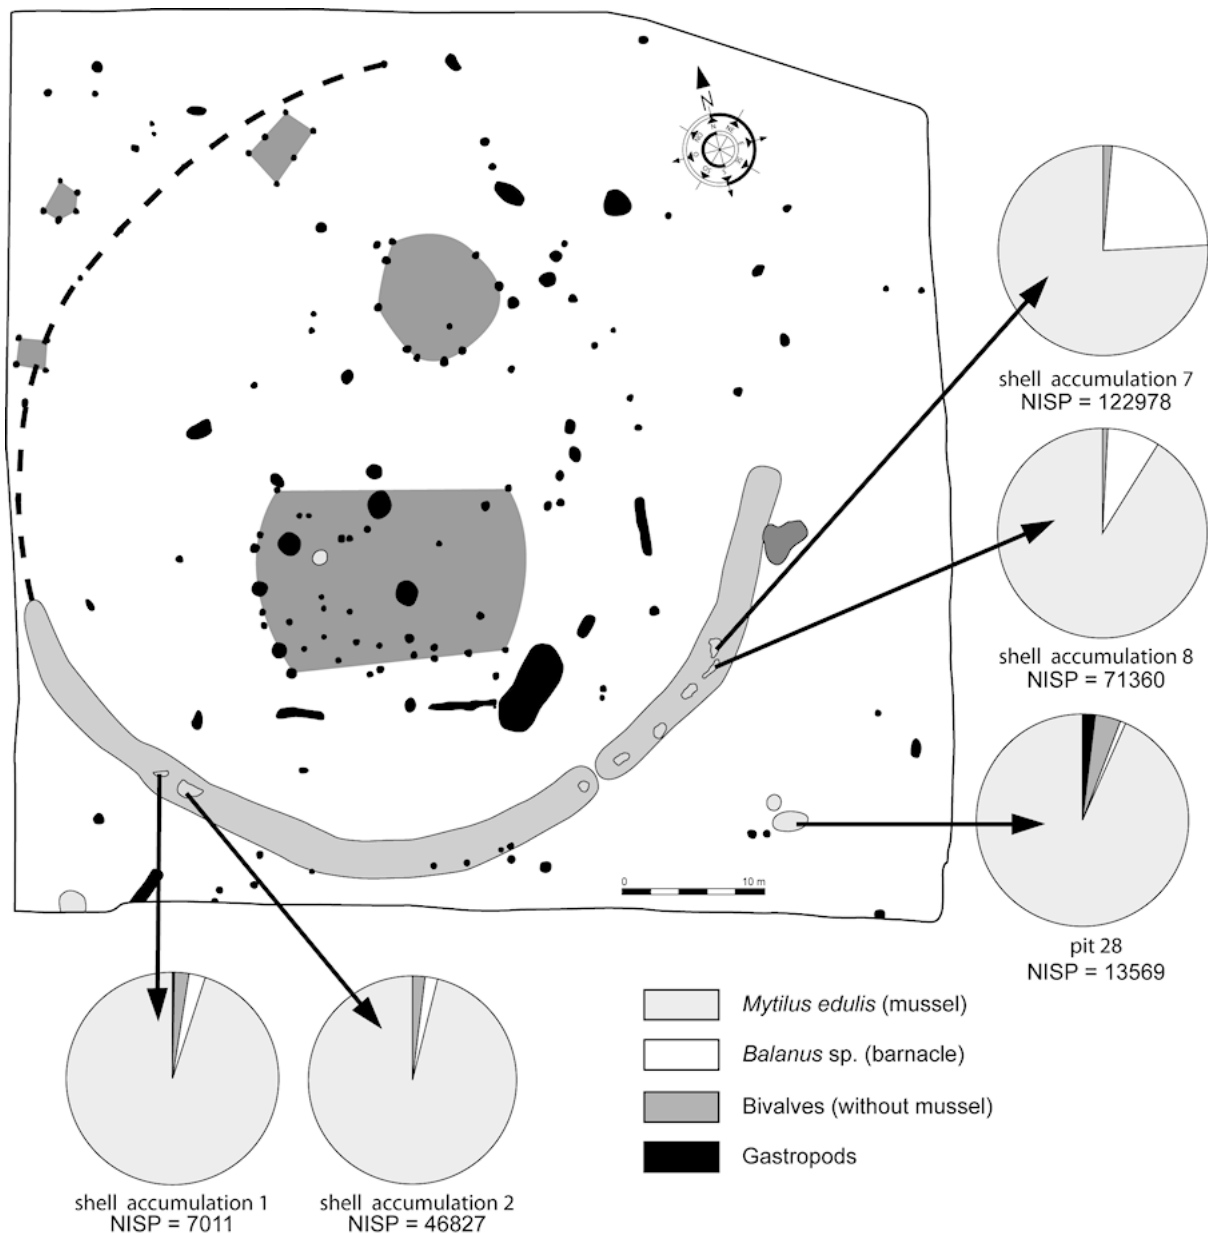 N
shell accumulation 7
NISP = 122978
shell accumulation 8
NISP = 71360
0 10 m
pit 28
NISP = 13569
Mytilus edulis (mussel)
Balanus sp. (barnacle)
Bivalves (without mussel)
Gastropods
shell accumulation 1
NISP = 7011
shell accumulation 2
NISP = 46827